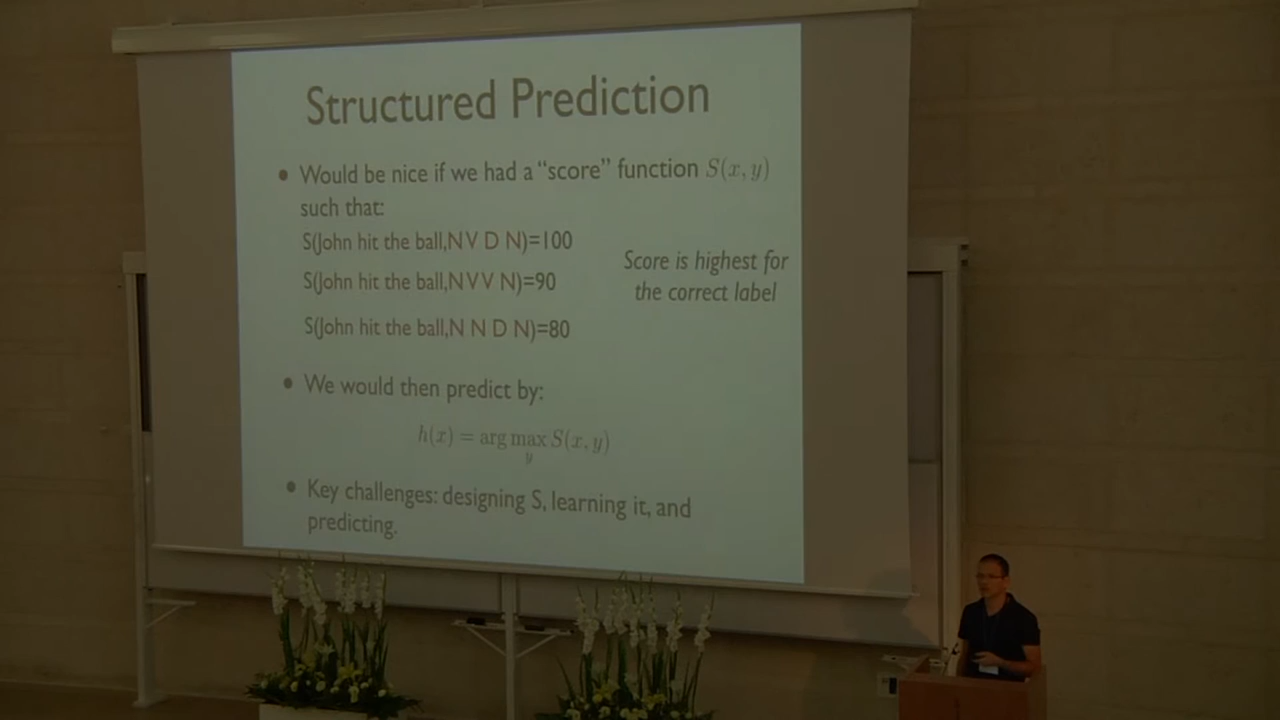 Structured Prediction
• Would be nice if we had a “score” function S(x, y)
such that:
S(John hit the ball,N V D N)=100
S(John hit the ball,N V V N)=90
S(John hit the ball,N N D N)=80
Score is highest for
the correct label
• We would then predict by:
h(x) = arg max S(x, y)
y
• Key challenges: designing S, learning it, and
predicting.